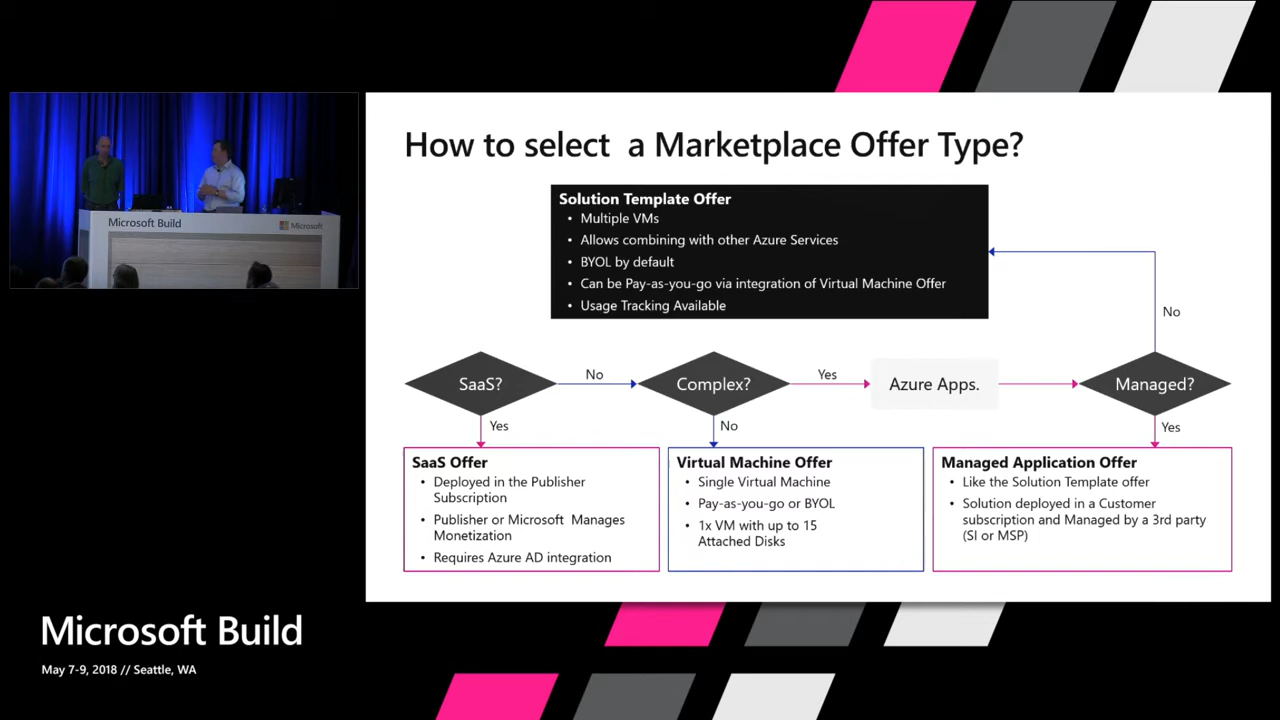 How to select a Marketplace Offer Type?
Solution Template Offer
• Multiple VMs
• Allows combining with other Azure Services
• BYOL by default
• Can be Pay-as-you-go via integration of Virtual Machine Offer
• Usage Tracking Available
No
SaaS?
No
Complex?
Yes
Azure Apps.
Managed?
Yes
No
Yes
SaaS Offer
• Deployed in the Publisher
Subscription
• Publisher or Microsoft Manages
Monetization
• Requires Azure AD integration
Virtual Machine Offer
• Single Virtual Machine
• Pay-as-you-go or BYOL
• 1x VM with up to 15
Attached Disks
Managed Application Offer
• Like the Solution Template offer
• Solution deployed in a Customer
subscription and Managed by a 3rd party
(SI or MSP)
Microsoft Build
Microsoft
Microsoft Build
May 7-9, 2018 // Seattle, WA